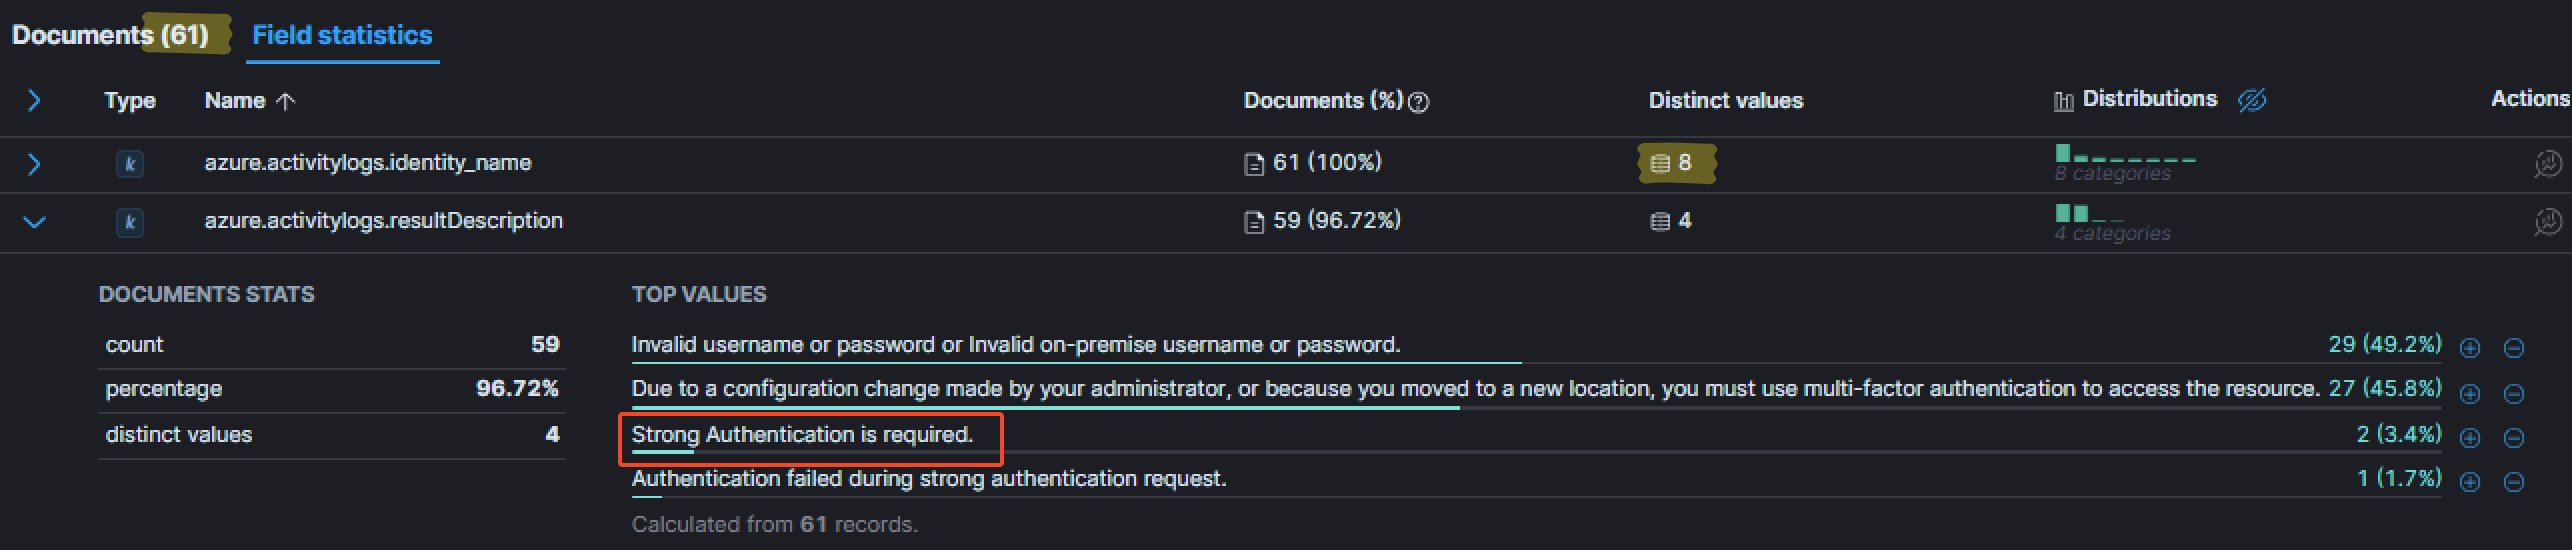 Documents (61) Field statistics
Type Name ↑ Documents (%) Distinct values Distributions Actions
k azure.activitylogs.identity_name 61 (100%) 8 8 categories
k azure.activitylogs.resultDescription 59 (96.72%) 4 4 categories
DOCUMENTS STATS
count 59
percentage 96.72%
distinct values 4
TOP VALUES
Invalid username or password or Invalid on-premise username or password. 29 (49.2%)
Due to a configuration change made by your administrator, or because you moved to a new location, you must use multi-factor authentication to access the resource. 27 (45.8%)
Strong Authentication is required. 2 (3.4%)
Authentication failed during strong authentication request. 1 (1.7%)
Calculated from 61 records.